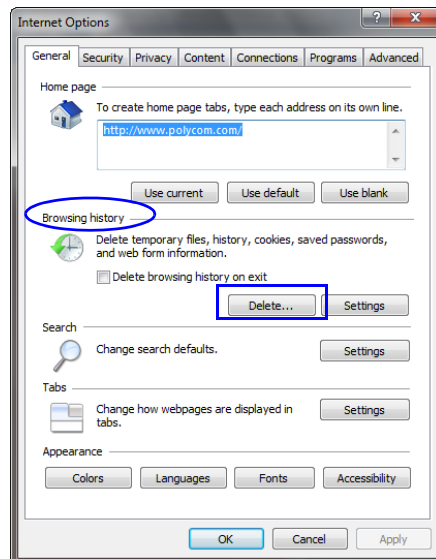 Internet Options
General Security Privacy Content Connections Programs Advanced
Home page
To create home page tabs, type each address on its own line.
http://www.polycom.com/
Use current Use default Use blank
Browsing history
Delete temporary files, history, cookies, saved passwords,
and web form information.
Delete browsing history on exit
Delete... Settings
Search
Change search defaults. Settings
Tabs
Change how webpages are displayed in
tabs. Settings
Appearance
Colors Languages Fonts Accessibility
OK Cancel Apply